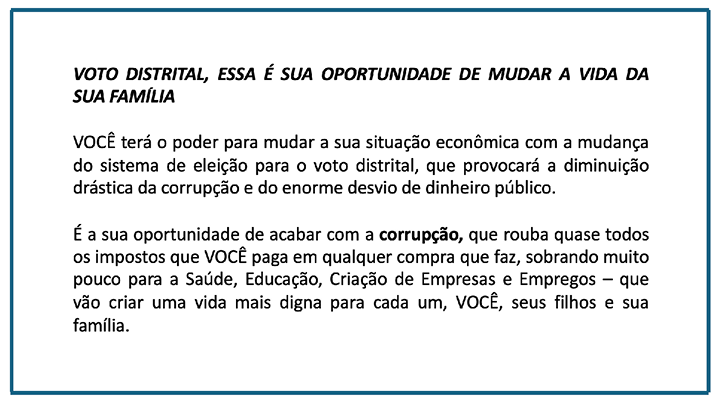 VOTO DISTRITAL, ESSA É SUA OPORTUNIDADE DE MUDAR A VIDA DA
SUA FAMÍLIA
VOCÊ terá o poder para mudar a sua situação econômica com a mudança
do sistema de eleição para o voto distrital, que provocará a diminuição
drástica da corrupção e do enorme desvio de dinheiro público.
É a sua oportunidade de acabar com a corrupção, que rouba quase todos
os impostos que VOCÊ paga em qualquer compra que faz, sobrando muito
pouco para a Saúde, Educação, Criação de Empresas e Empregos – que
vão criar uma vida mais digna para cada um, VOCÊ, seus filhos e sua
família.